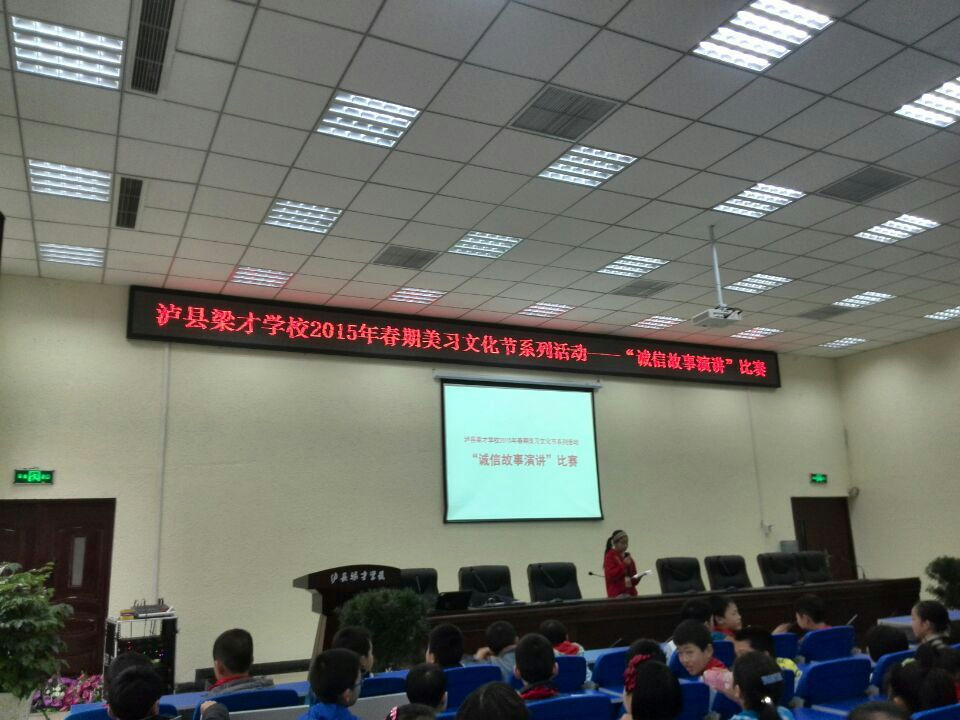 泸县梁才学校2015年春期美习文化节系列活动——“诚信故事演讲”比赛
泸县梁才学校2015年春期美习文化节系列活动
“诚信故事演讲”比赛
泸县梁才学校